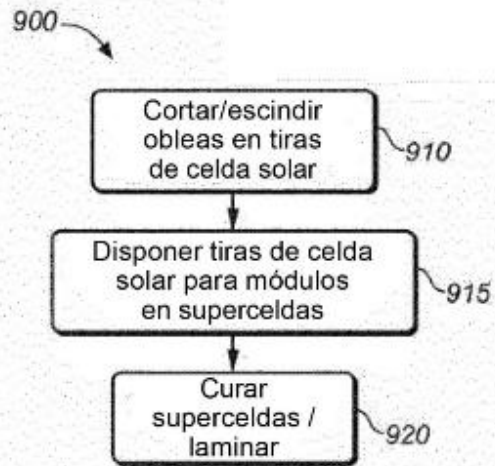 900
Cortar/escindir
obleas en tiras
de celda solar
910
Disponer tiras de celda
solar para módulos
en superceldas
915
Curar
superceldas /
laminar
920